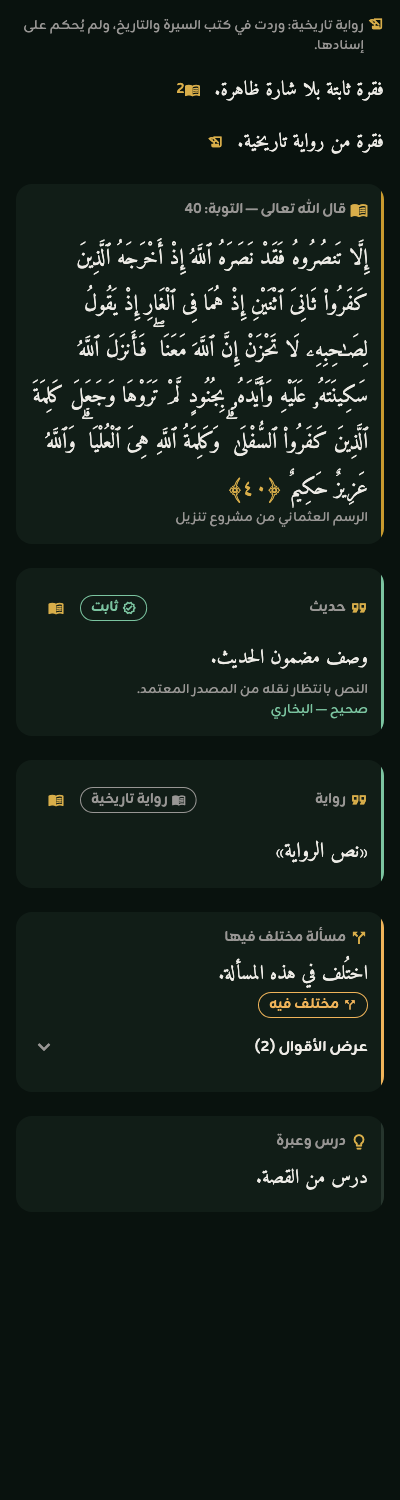 رواية تاريخية: وردت في كتب السيرة والتاريخ، ولم يُحكم على
إسنادها.
فقرة ثابتة بلا شارة ظاهرة. 2
فقرة من رواية تاريخية.
قال الله تعالى — التوبة: 40
إِلَّا تَنصُرُوهُ فَقَدْ نَصَرَهُ ٱللَّهُ إِذْ أَخْرَجَهُ ٱلَّذِينَ
كَفَرُوا۟ ثَانِىَ ٱثْنَيْنِ إِذْ هُمَا فِى ٱلْغَارِ إِذْ يَقُولُ
لِصَـٰحِبِهِۦ لَا تَحْزَنْ إِنَّ ٱللَّهَ مَعَنَا ۖ فَأَنزَلَ ٱللَّهُ
سَكِينَتَهُۥ عَلَيْهِ وَأَيَّدَهُۥ بِجُنُودٍ لَّمْ تَرَوْهَا وَجَعَلَ كَلِمَةَ
ٱلَّذِينَ كَفَرُوا۟ ٱلسُّفْلَىٰ ۗ وَكَلِمَةُ ٱللَّهِ هِىَ ٱلْعُلْيَا ۗ وَٱللَّهُ
عَزِيزٌ حَكِيمٌ ﴿٤٠﴾
الرسم العثماني من مشروع تنزيل
حديث ثابت
وصف مضمون الحديث.
النص بانتظار نقله من المصدر المعتمد.
صحيح — البخاري
رواية رواية تاريخية
«نص الرواية»
مسألة مختلف فيها
اختُلف في هذه المسألة.
مختلف فيه
عرض الأقوال (2)
درس وعبرة
درس من القصة.